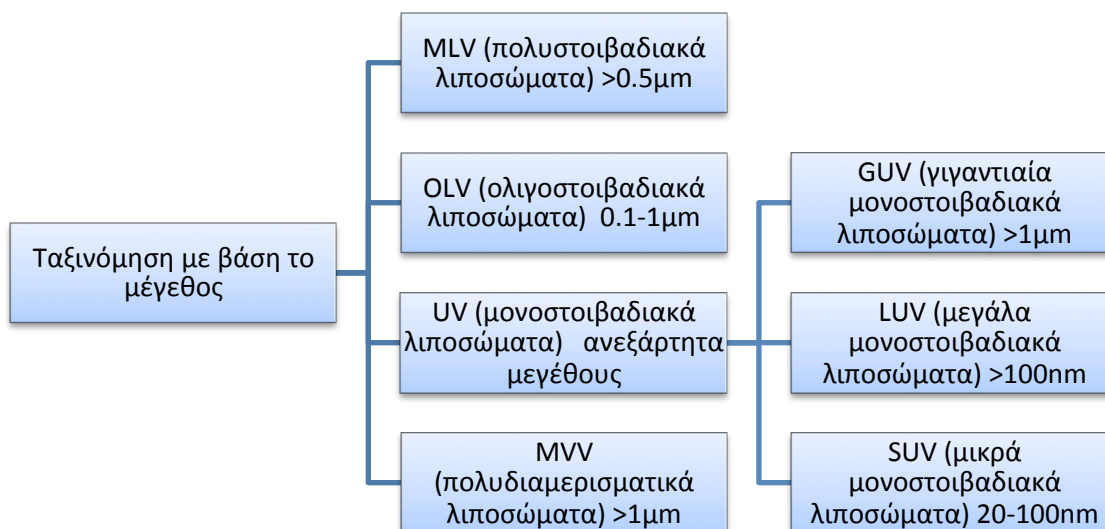 Ταξινόμηση με βάση το
μέγεθος
MLV (πολυστοιβαδιακά
λιποσώματα) >0.5μm
OLV (ολιγοστοιβαδιακά
λιποσώματα) 0.1-1μm
UV (μονοστοιβαδιακά
λιποσώματα) ανεξάρτητα
μεγέθους
MVV
(πολυδιαμερισματικά
λιποσώματα) >1μm
GUV (γιγαντιαία
μονοστοιβαδιακά
λιποσώματα) >1μm
LUV (μεγάλα
μονοστοιβαδιακά
λιποσώματα) >100nm
SUV (μικρά
μονοστοιβαδιακά
λιποσώματα) 20-100nm